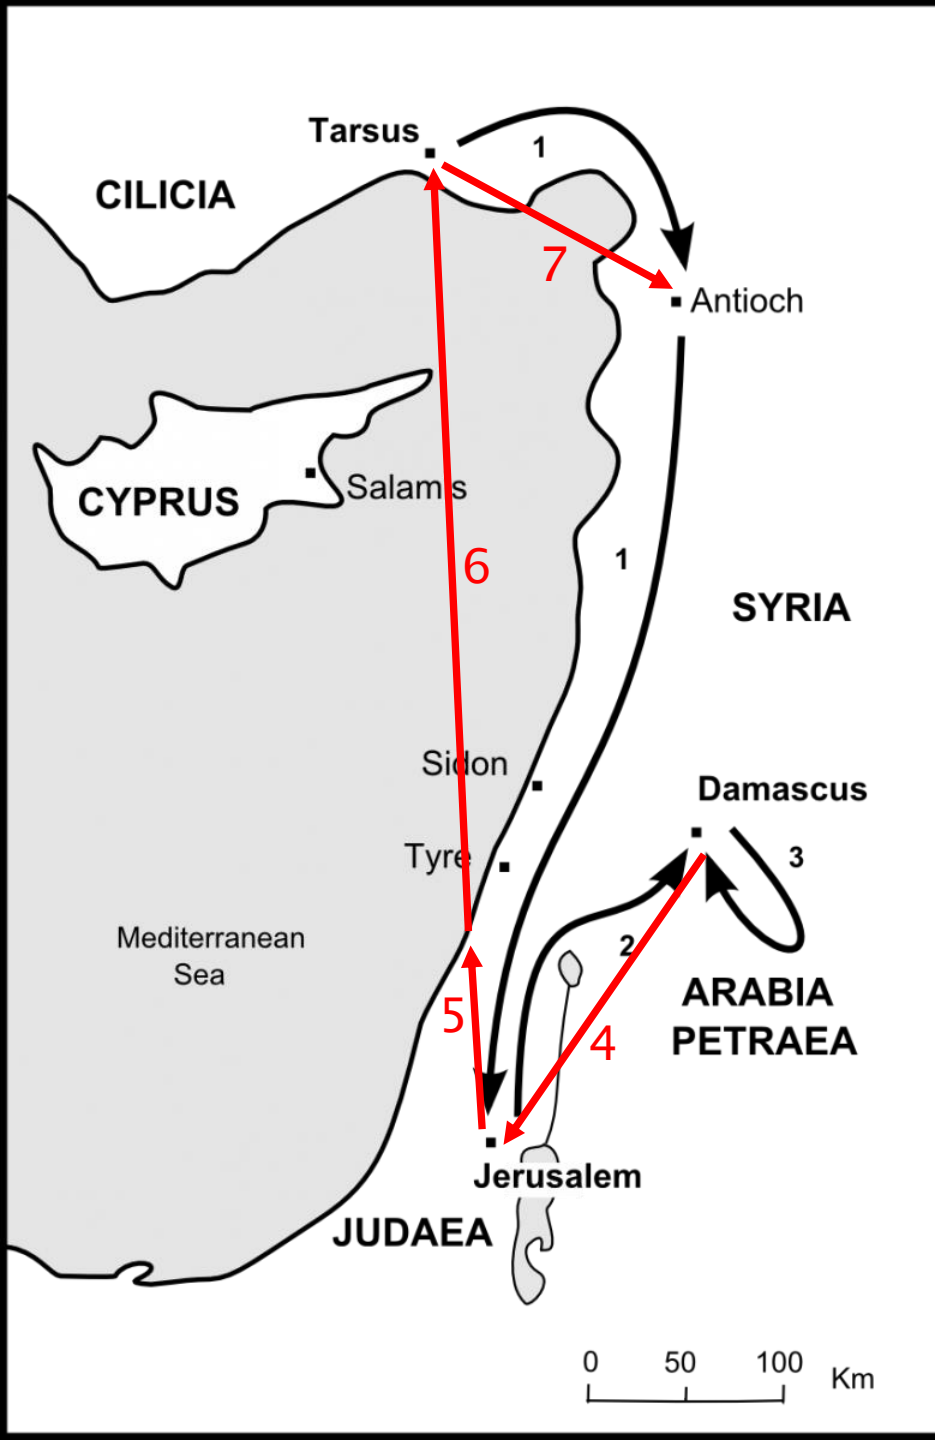 Tarsus
1
CILICIA
7
Antioch
Salamis
CYPRUS
6
1
SYRIA
Sidon
Damascus
Tyre
3
Mediterranean
Sea
2
ARABIA
PETRAEA
5
4
Jerusalem
JUDAEA
0 50 100
Km